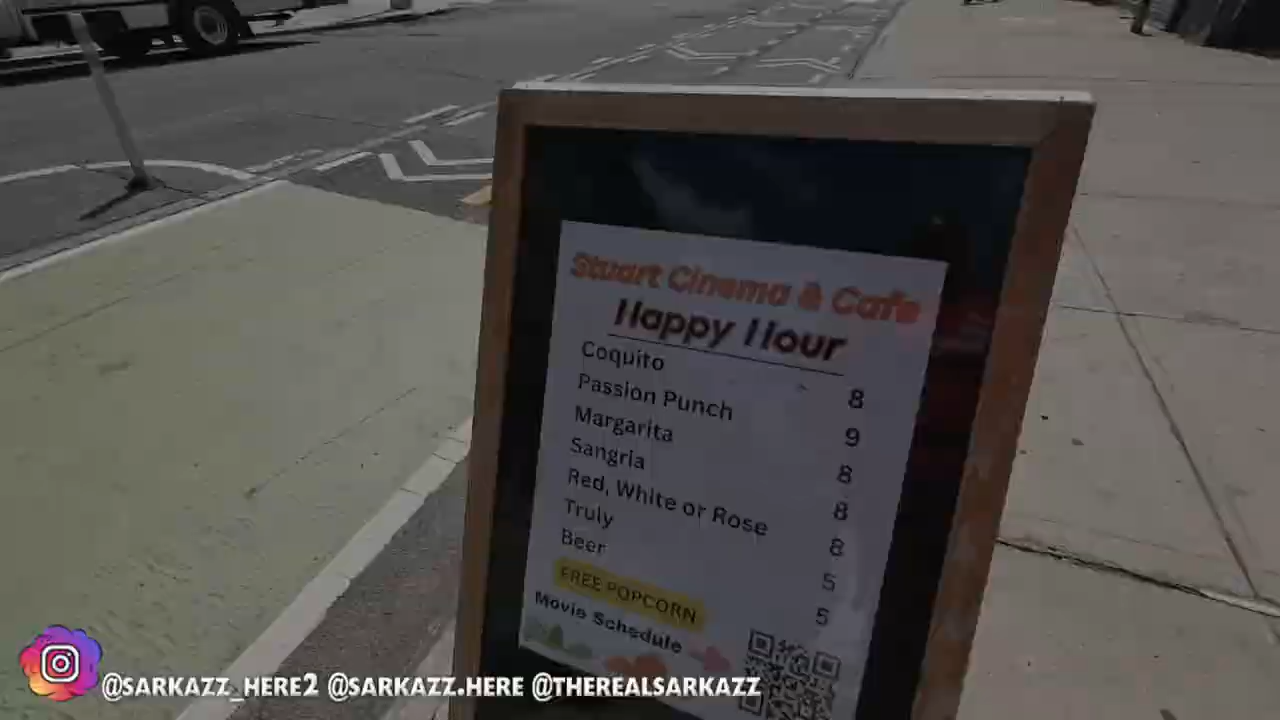 Stuart Cinema & Cafe
Happy Hour
Coquito 8
Passion Punch 9
Margarita 8
Sangria 8
Red, White or Rose 8
Truly 5
Beer 5
FREE POPCORN
Movie Schedule
@SARKAZZ_HERE2 @SARKAZZ.HERE @THEREALSARKAZZ